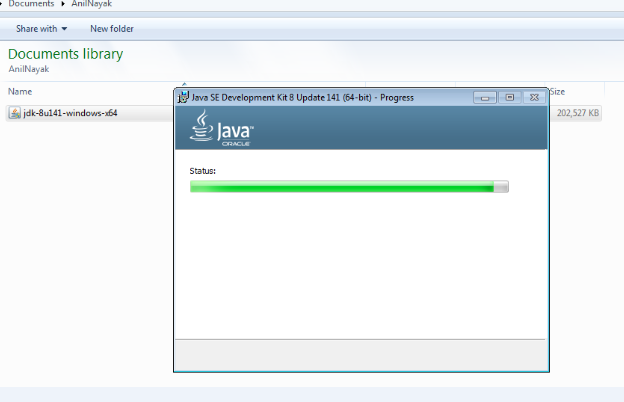 Documents AnilNayak
Share with New folder
Documents library
AnilNayak
Name Size
jdk-8u141-windows-x64 202,527 KB
Java SE Development Kit 8 Update 141 (64-bit) - Progress
Java™
ORACLE
Status: